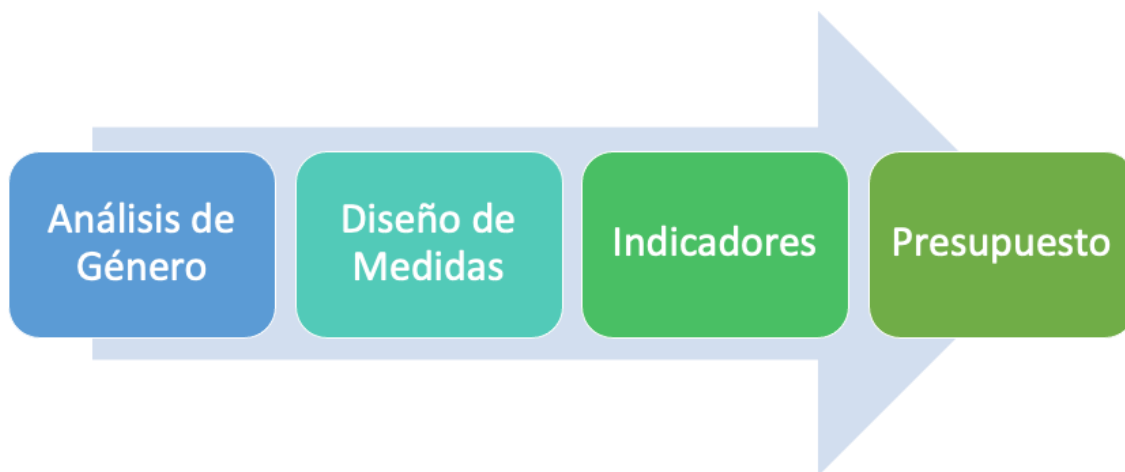 Análisis de
Género
Diseño de
Medidas
Indicadores
Presupuesto